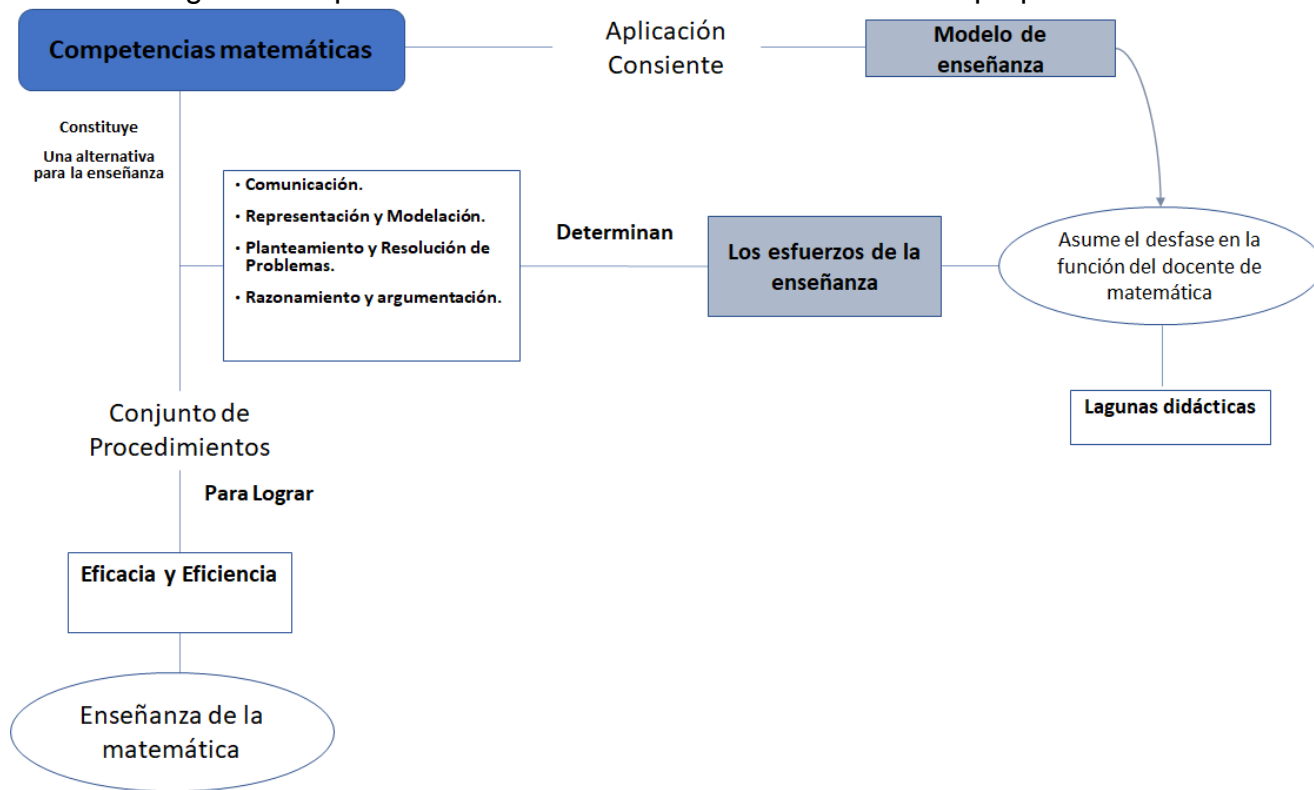 Competencias matemáticas
Aplicación
Consiente
Modelo de
enseñanza
Constituye
Una alternativa
para la enseñanza
• Comunicación.
• Representación y Modelación.
• Planteamiento y Resolución de
Problemas.
• Razonamiento y argumentación.
Determinan
Los esfuerzos de la
enseñanza
Asume el desfase en la
función del docente de
matemática
Lagunas didácticas
Conjunto de
Procedimientos
Para Lograr
Eficacia y Eficiencia
Enseñanza de la
matemática